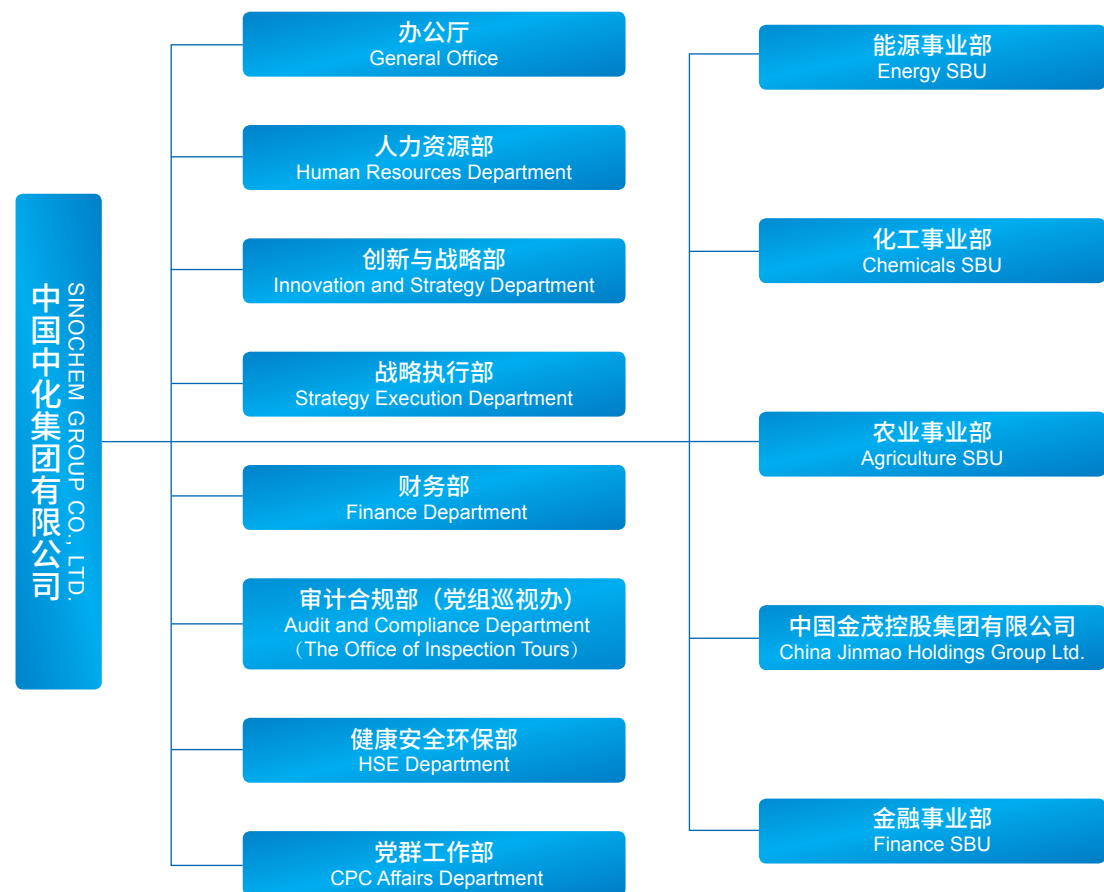 中国中化集团有限公司
SINOCHEM GROUP CO., LTD.
办公厅
General Office
人力资源部
Human Resources Department
创新与战略部
Innovation and Strategy Department
战略执行部
Strategy Execution Department
财务部
Finance Department
审计合规部（党组巡视办）
Audit and Compliance Department
（The Office of Inspection Tours）
健康安全环保部
HSE Department
党群工作部
CPC Affairs Department
能源事业部
Energy SBU
化工事业部
Chemicals SBU
农业事业部
Agriculture SBU
中国金茂控股集团有限公司
China Jinmao Holdings Group Ltd.
金融事业部
Finance SBU